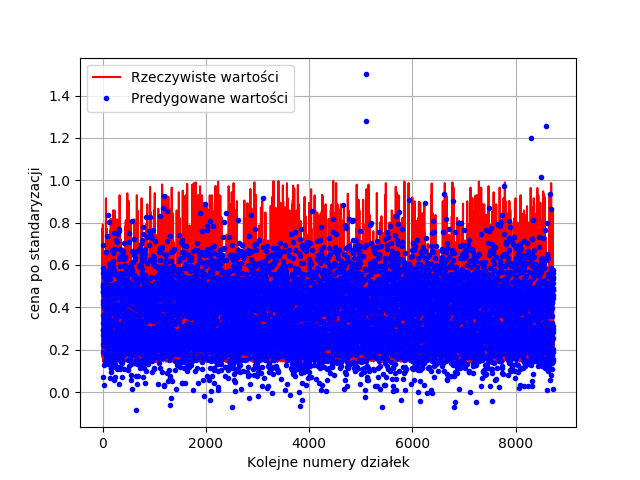 Rzeczywiste wartości
Predygowane wartości
cena po standaryzacji
1.4
1.2
1.0
0.8
0.6
0.4
0.2
0.0
0 2000 4000 6000 8000
Kolejne numery działek